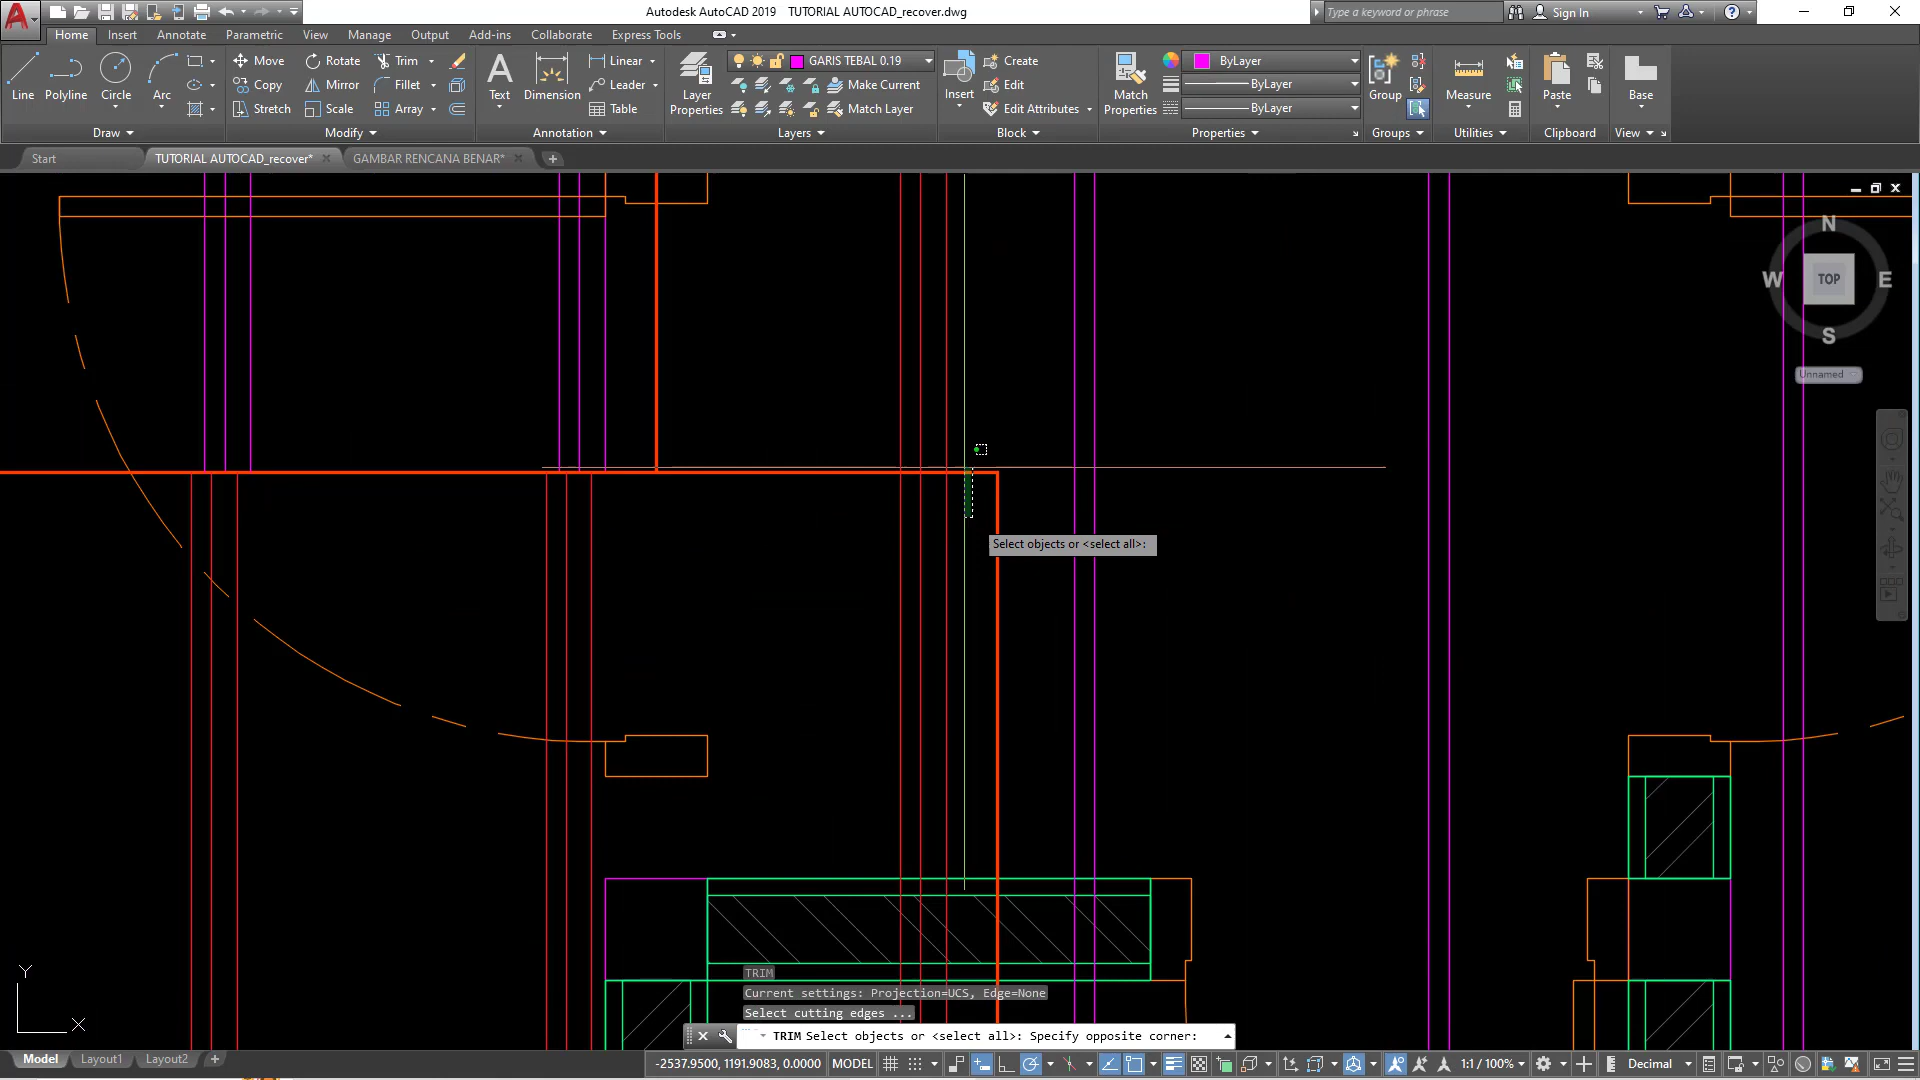 Autodesk AutoCAD 2019 TUTORIAL AUTOCAD_recover.dwg
Type a keyword or phrase
Sign In
Home Insert Annotate Parametric View Manage Output Add-ins Collaborate Express Tools
Line Polyline Circle Arc
Move Rotate Trim
Copy Mirror Fillet
Stretch Scale Array
Text Dimension
Linear
Leader
Table
Layer Properties
GARIS TEBAL 0.19
Make Current
Match Layer
Insert
Create
Edit
Edit Attributes
Match Properties
ByLayer
ByLayer
ByLayer
Group Measure Paste Base
Draw Modify Annotation Layers Block Properties Groups Utilities Clipboard View
Start TUTORIAL AUTOCAD_recover* GAMBAR RENCANA BENAR*
N
W TOP E
S
Unnamed
Select objects or <select all>:
Y
X
TRIM
Current settings: Projection=UCS, Edge=None
Select cutting edges ...
TRIM Select objects or <select all>: Specify opposite corner:
Model Layout1 Layout2 +
-2537.9500, 1191.9083, 0.0000 MODEL 1:1 / 100% Decimal